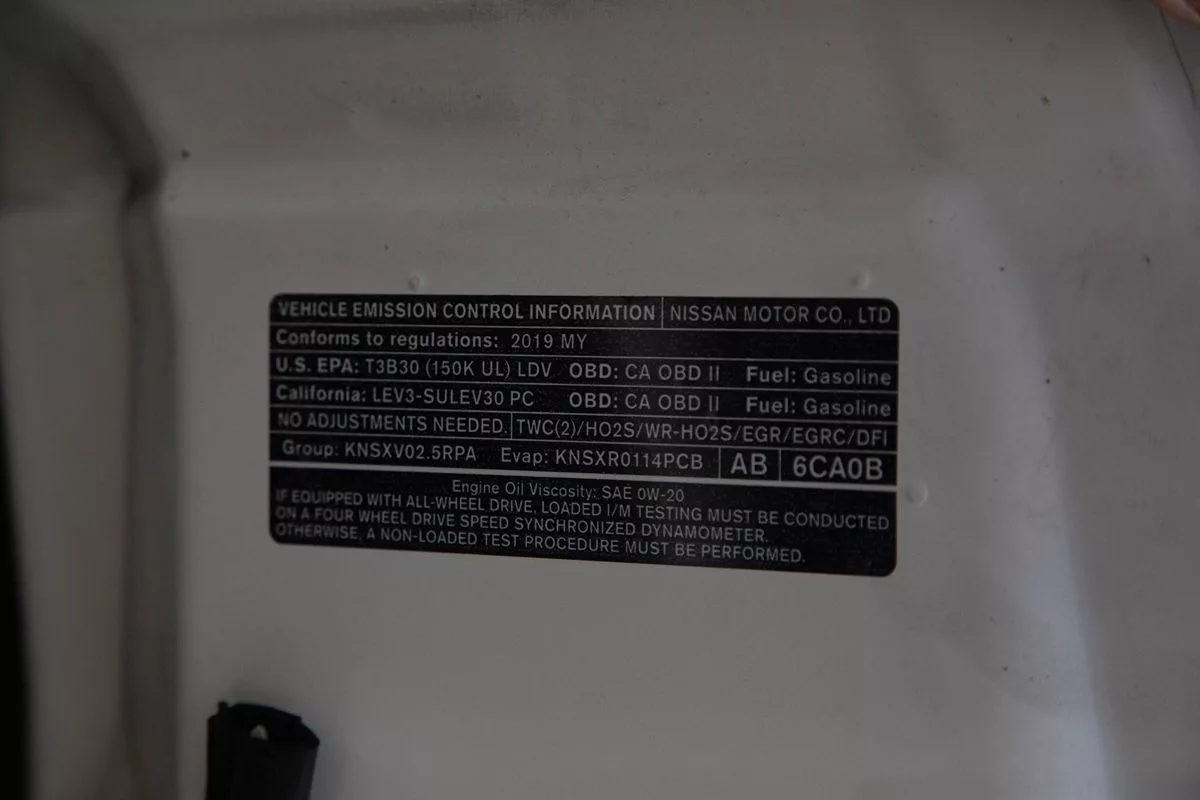 VEHICLE EMISSION CONTROL INFORMATION NISSAN MOTOR CO., LTD
Conforms to regulations: 2019 MY
U.S. EPA: T3B30 (150K UL) LDV OBD: CA OBD II Fuel: Gasoline
California: LEV3-SULEV30 PC OBD: CA OBD II Fuel: Gasoline
NO ADJUSTMENTS NEEDED. TWC(2)/HO2S/WR-HO2S/EGR/EGRC/DFI
Group: KNSXV02.5RPA Evap: KNSXR0114PCB AB 6CA0B
Engine Oil Viscosity: SAE 0W-20
IF EQUIPPED WITH ALL-WHEEL DRIVE, LOADED I/M TESTING MUST BE CONDUCTED
ON A FOUR WHEEL DRIVE SPEED SYNCHRONIZED DYNAMOMETER.
OTHERWISE, A NON-LOADED TEST PROCEDURE MUST BE PERFORMED.